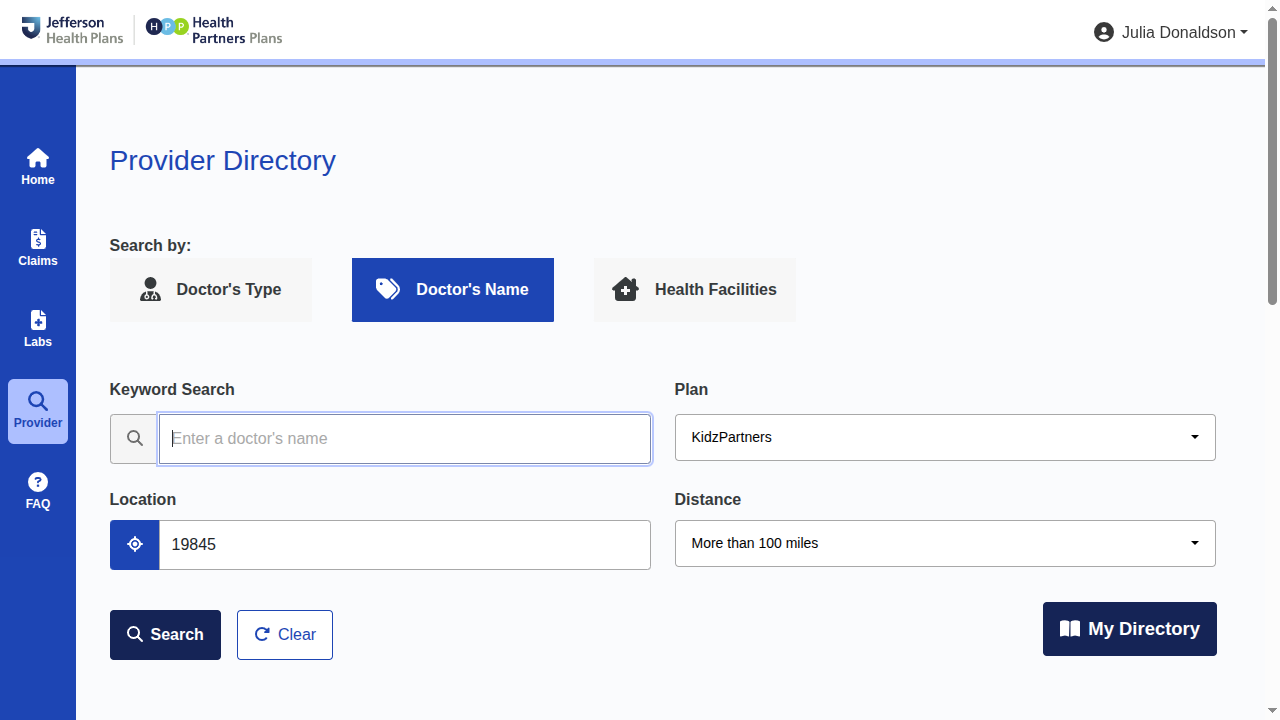 Jefferson
Health Plans
HPP
Health
Partners Plans
Julia Donaldson
Home
Claims
Labs
Provider
FAQ
Provider Directory
Search by:
Doctor's Type
Doctor's Name
Health Facilities
Keyword Search
Plan
Enter a doctor's name
KidzPartners
Location
Distance
19845
More than 100 miles
Search
Clear
My Directory